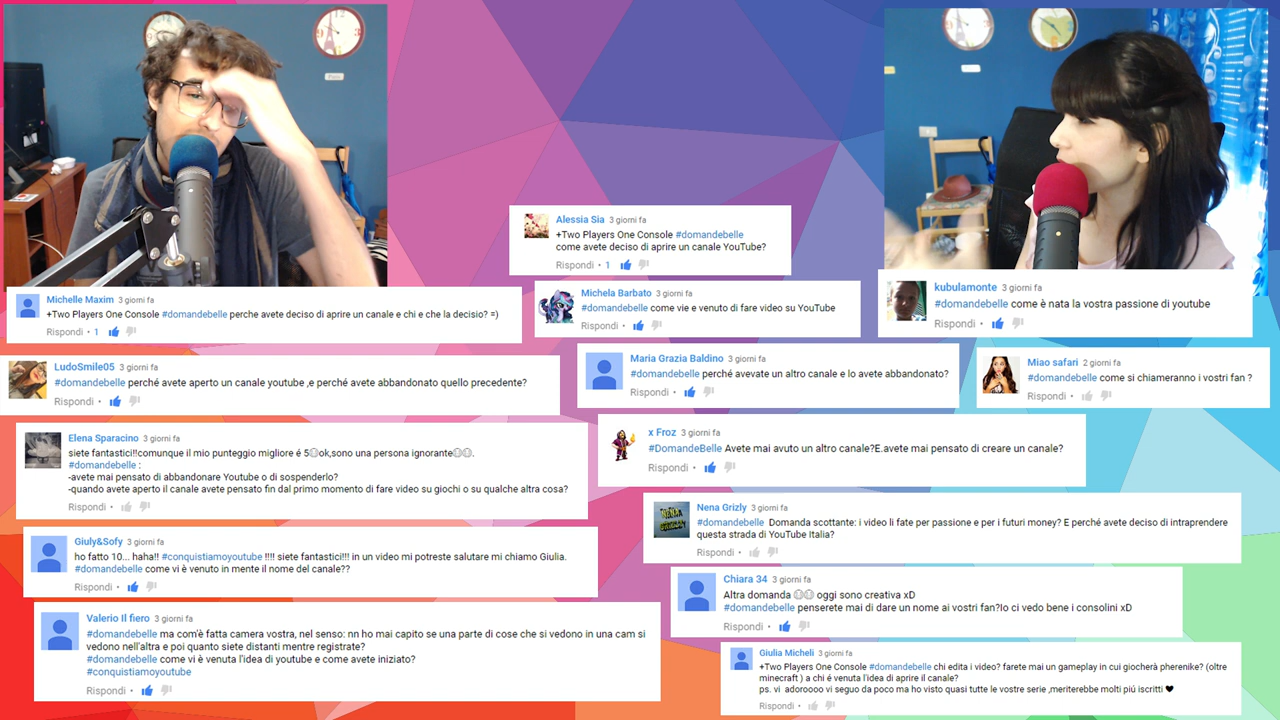 Alessia Sia 3 giorni fa
+Two Players One Console #domandebelle
come avete deciso di aprire un canale YouTube?
Rispondi • 1
Michelle Maxim 3 giorni fa
+Two Players One Console #domandebelle perche avete deciso di aprire un canale e chi e che la decisio? =)
Rispondi • 1
Michela Barbato 3 giorni fa
#domandebelle come vie e venuto di fare video su YouTube
Rispondi •
kubulamonte 3 giorni fa
#domandebelle come è nata la vostra passione di youtube
Rispondi •
LudoSmile05 3 giorni fa
#domandebelle perché avete aperto un canale youtube ,e perché avete abbandonato quello precedente?
Rispondi •
Maria Grazia Baldino 3 giorni fa
#domandebelle perché avevate un altro canale e lo avete abbandonato?
Rispondi •
Miao safari 2 giorni fa
#domandebelle come si chiameranno i vostri fan ?
Rispondi •
Elena Sparacino 3 giorni fa
siete fantastici!!comunque il mio punteggio migliore é 5😂ok,sono una persona ignorante😂😂.
#domandebelle :
-avete mai pensato di abbandonare Youtube o di sospenderlo?
-quando avete aperto il canale avete pensato fin dal primo momento di fare video su giochi o su qualche altra cosa?
Rispondi •
x Froz 3 giorni fa
#DomandeBelle Avete mai avuto un altro canale?E.avete mai pensato di creare un canale?
Rispondi •
Nena Grizly 3 giorni fa
#domandebelle Domanda scottante: i video li fate per passione e per i futuri money? E perché avete deciso di intraprendere
questa strada di YouTube Italia?
Rispondi •
Giuly&Sofy 3 giorni fa
ho fatto 10... haha!! #conquistiamoyoutube !!!! siete fantastici!!! in un video mi potreste salutare mi chiamo Giulia.
#domandebelle come vi è venuto in mente il nome del canale??
Rispondi •
Chiara 34 3 giorni fa
Altra domanda 😂😂 oggi sono creativa xD
#domandebelle penserete mai di dare un nome ai vostri fan?Io ci vedo bene i consolini xD
Rispondi •
Valerio Il fiero 3 giorni fa
#domandebelle ma com'è fatta camera vostra, nel senso: nn ho mai capito se una parte di cose che si vedono in una cam si
vedono nell'altra e poi quanto siete distanti mentre registrate?
#domandebelle come vi è venuta l'idea di youtube e come avete iniziato?
#conquistiamoyoutube
Rispondi •
Giulia Micheli 3 giorni fa
+Two Players One Console #domandebelle chi edita i video? farete mai un gameplay in cui giocherà pherenike? (oltre
minecraft ) a chi é venuta l'idea di aprire il canale?
ps. vi adoroooo vi seguo da poco ma ho visto quasi tutte le vostre serie ,meriterebbe molti piú iscritti ❤
Rispondi •